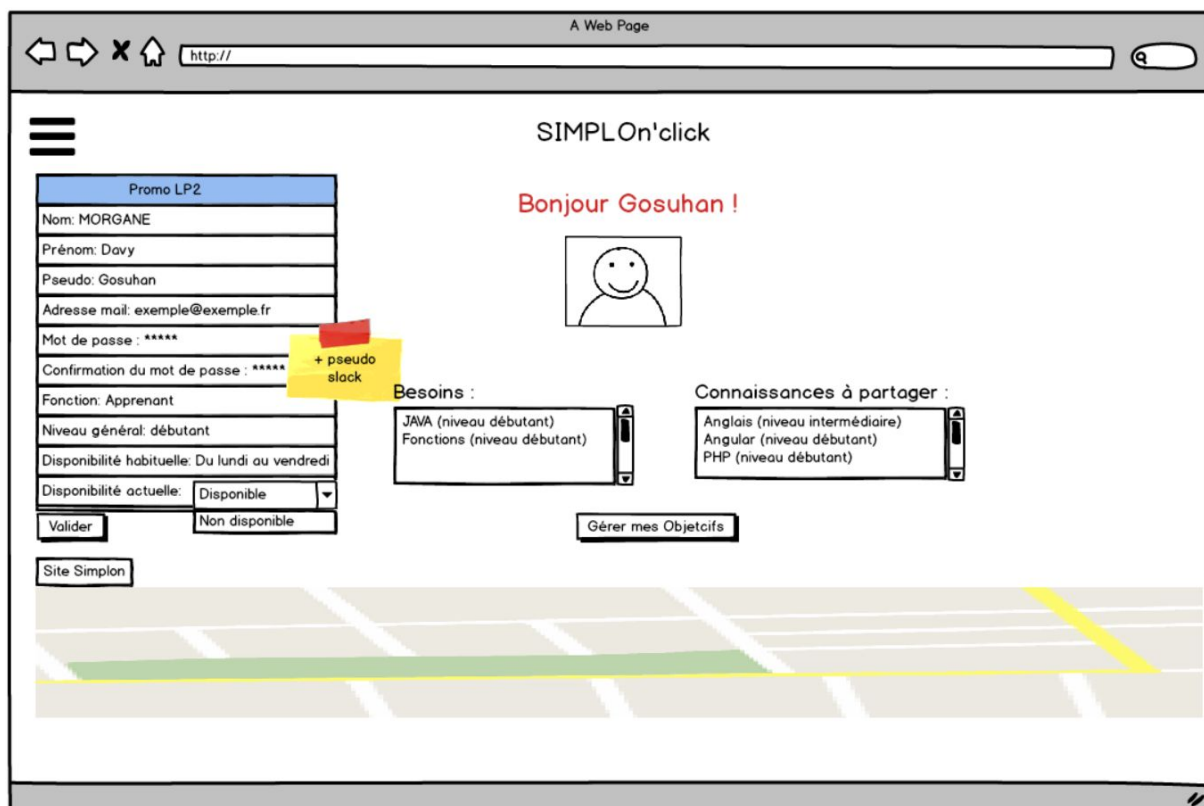 A Web Page
http://
SIMPLOn'click
Promo LP2
Nom: MORGANE
Prénom: Davy
Pseudo: Gosuhan
Adresse mail: exemple@exemple.fr
Mot de passe : *****
Confirmation du mot de passe : *****
Fonction: Apprenant
Niveau général: débutant
Disponibilité habituelle: Du lundi au vendredi
Disponibilité actuelle:
Disponible
Non disponible
Valider
+ pseudo
slack
Bonjour Gosuhan !
Besoins :
JAVA (niveau débutant)
Fonctions (niveau débutant)
Connaissances à partager :
Anglais (niveau intermédiaire)
Angular (niveau débutant)
PHP (niveau débutant)
Gérer mes Objetcifs
Site Simplon